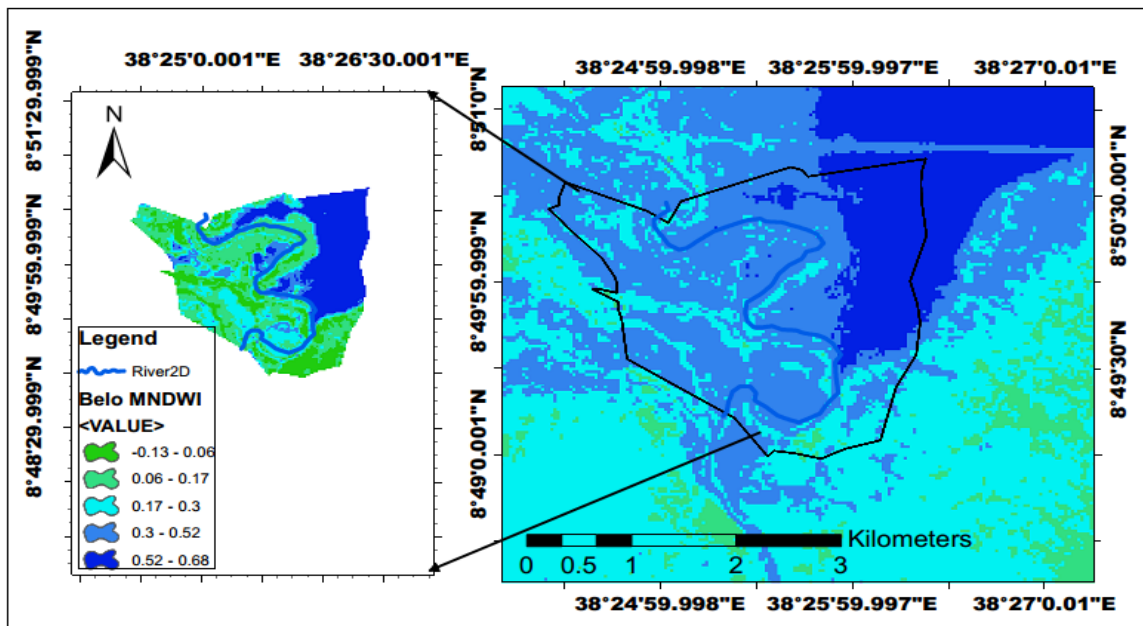 38°25'0.001"E 38°26'30.001"E
38°24'59.998"E 38°25'59.997"E 38°27'0.01"E
8°51'29.999"N
8°49'59.996"N
8°48'29.999"N
N
Legend
River2D
Belo MNDWI
<VALUE>
-0.13 - 0.06
0.06 - 0.17
0.17 - 0.3
0.3 - 0.52
0.52 - 0.68
8°51'0"N
8°49'59.999"N
8°49'0.001"N
8°50'30.001"N
8°49'30"N
Kilometers
0 0.5 1 2 3
38°24'59.998"E 38°25'59.997"E 38°27'0.01"E